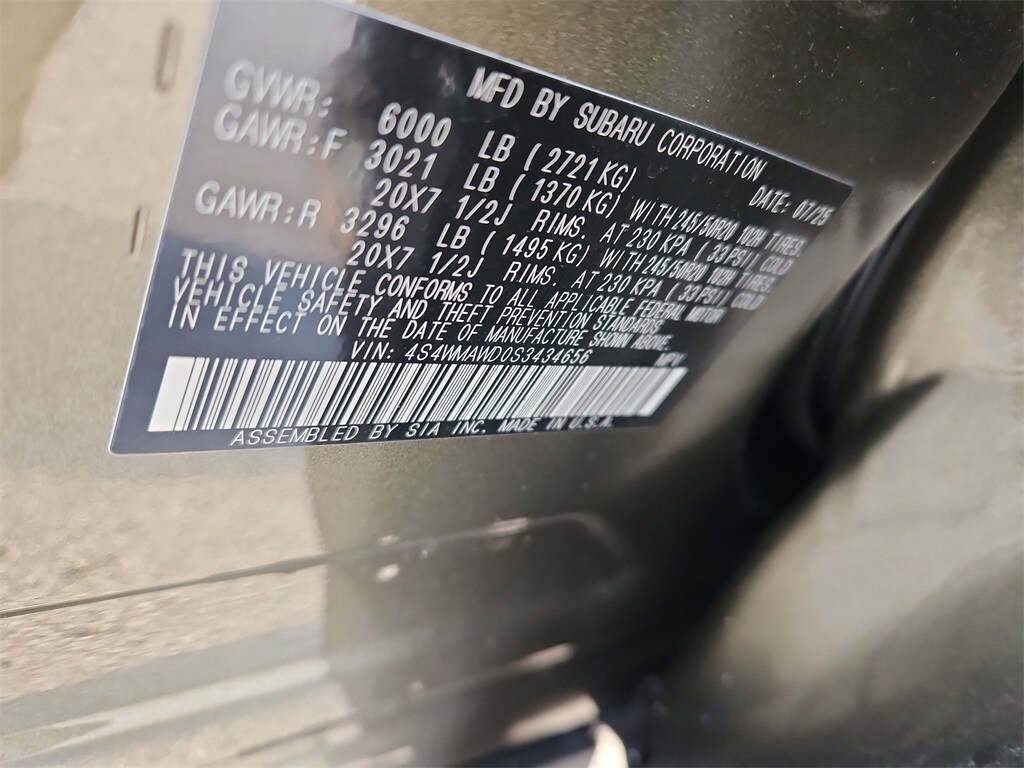 MFD BY SUBARU CORPORATION
DATE: 07/25
GVWR: 6000 LB ( 2721 KG)
GAWR:F 3021 LB ( 1370 KG) WITH 245/50R20 102H TIRES.
20X7 1/2J RIMS. AT 230 KPA ( 33 PSI) COLD
GAWR:R 3296 LB ( 1495 KG) WITH 245/50R20 102H TIRES.
20X7 1/2J RIMS. AT 230 KPA ( 33 PSI) COLD
THIS VEHICLE CONFORMS TO ALL APPLICABLE FEDERAL MOTOR
VEHICLE SAFETY AND THEFT PREVENTION STANDARDS
IN EFFECT ON THE DATE OF MANUFACTURE SHOWN ABOVE.
VIN: 4S4WMAWD0S3434656 MPV
ASSEMBLED BY SIA INC. MADE IN U.S.A.